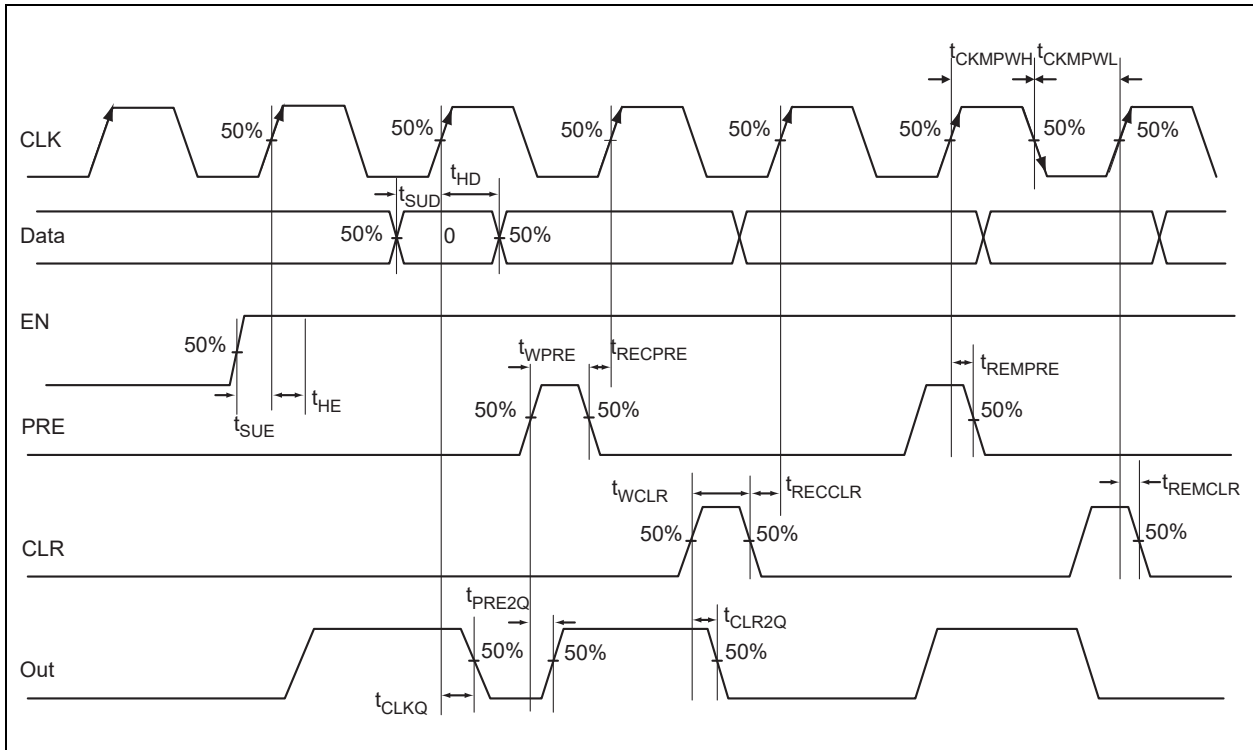 tCKMPWH tCKMPWL
CLK 50% 50% 50% 50% 50% 50% 50%
tSUD tHD
Data 50% 0 50%
EN
50%
tWPRE tRECPRE tREMPRE
tSUE tHE
PRE 50% 50% 50%
tWCLR tRECCLR tREMCLR
CLR 50% 50% 50%
tPRE2Q tCLR2Q
Out 50% 50% 50%
tCLKQ